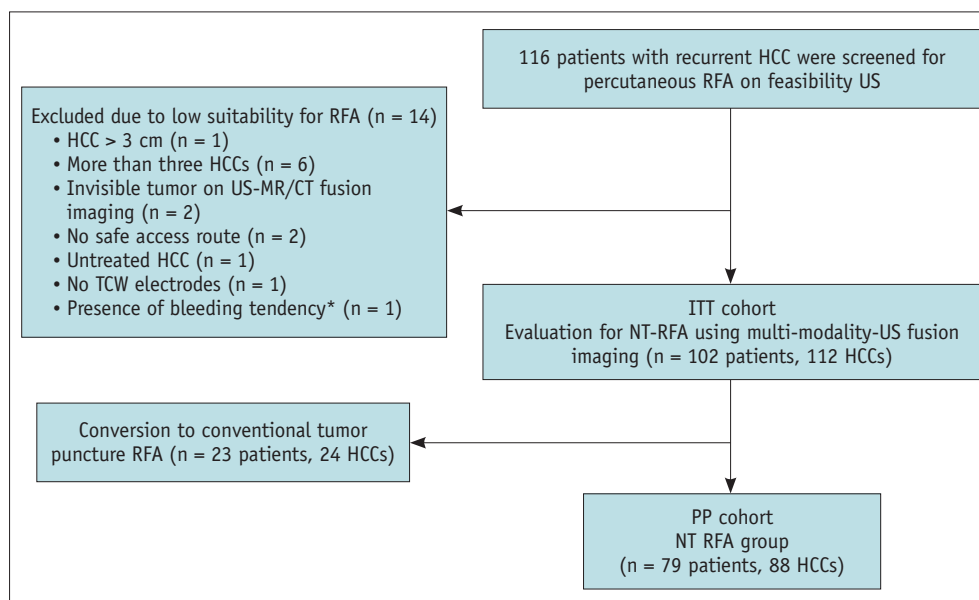 116 patients with recurrent HCC were screened for
percutaneous RFA on feasibility US
Excluded due to low suitability for RFA (n = 14)
• HCC > 3 cm (n = 1)
• More than three HCCs (n = 6)
• Invisible tumor on US-MR/CT fusion
imaging (n = 2)
• No safe access route (n = 2)
• Untreated HCC (n = 1)
• No TCW electrodes (n = 1)
• Presence of bleeding tendency* (n = 1)
ITT cohort
Evaluation for NT-RFA using multi-modality-US fusion
imaging (n = 102 patients, 112 HCCs)
Conversion to conventional tumor
puncture RFA (n = 23 patients, 24 HCCs)
PP cohort
NT RFA group
(n = 79 patients, 88 HCCs)